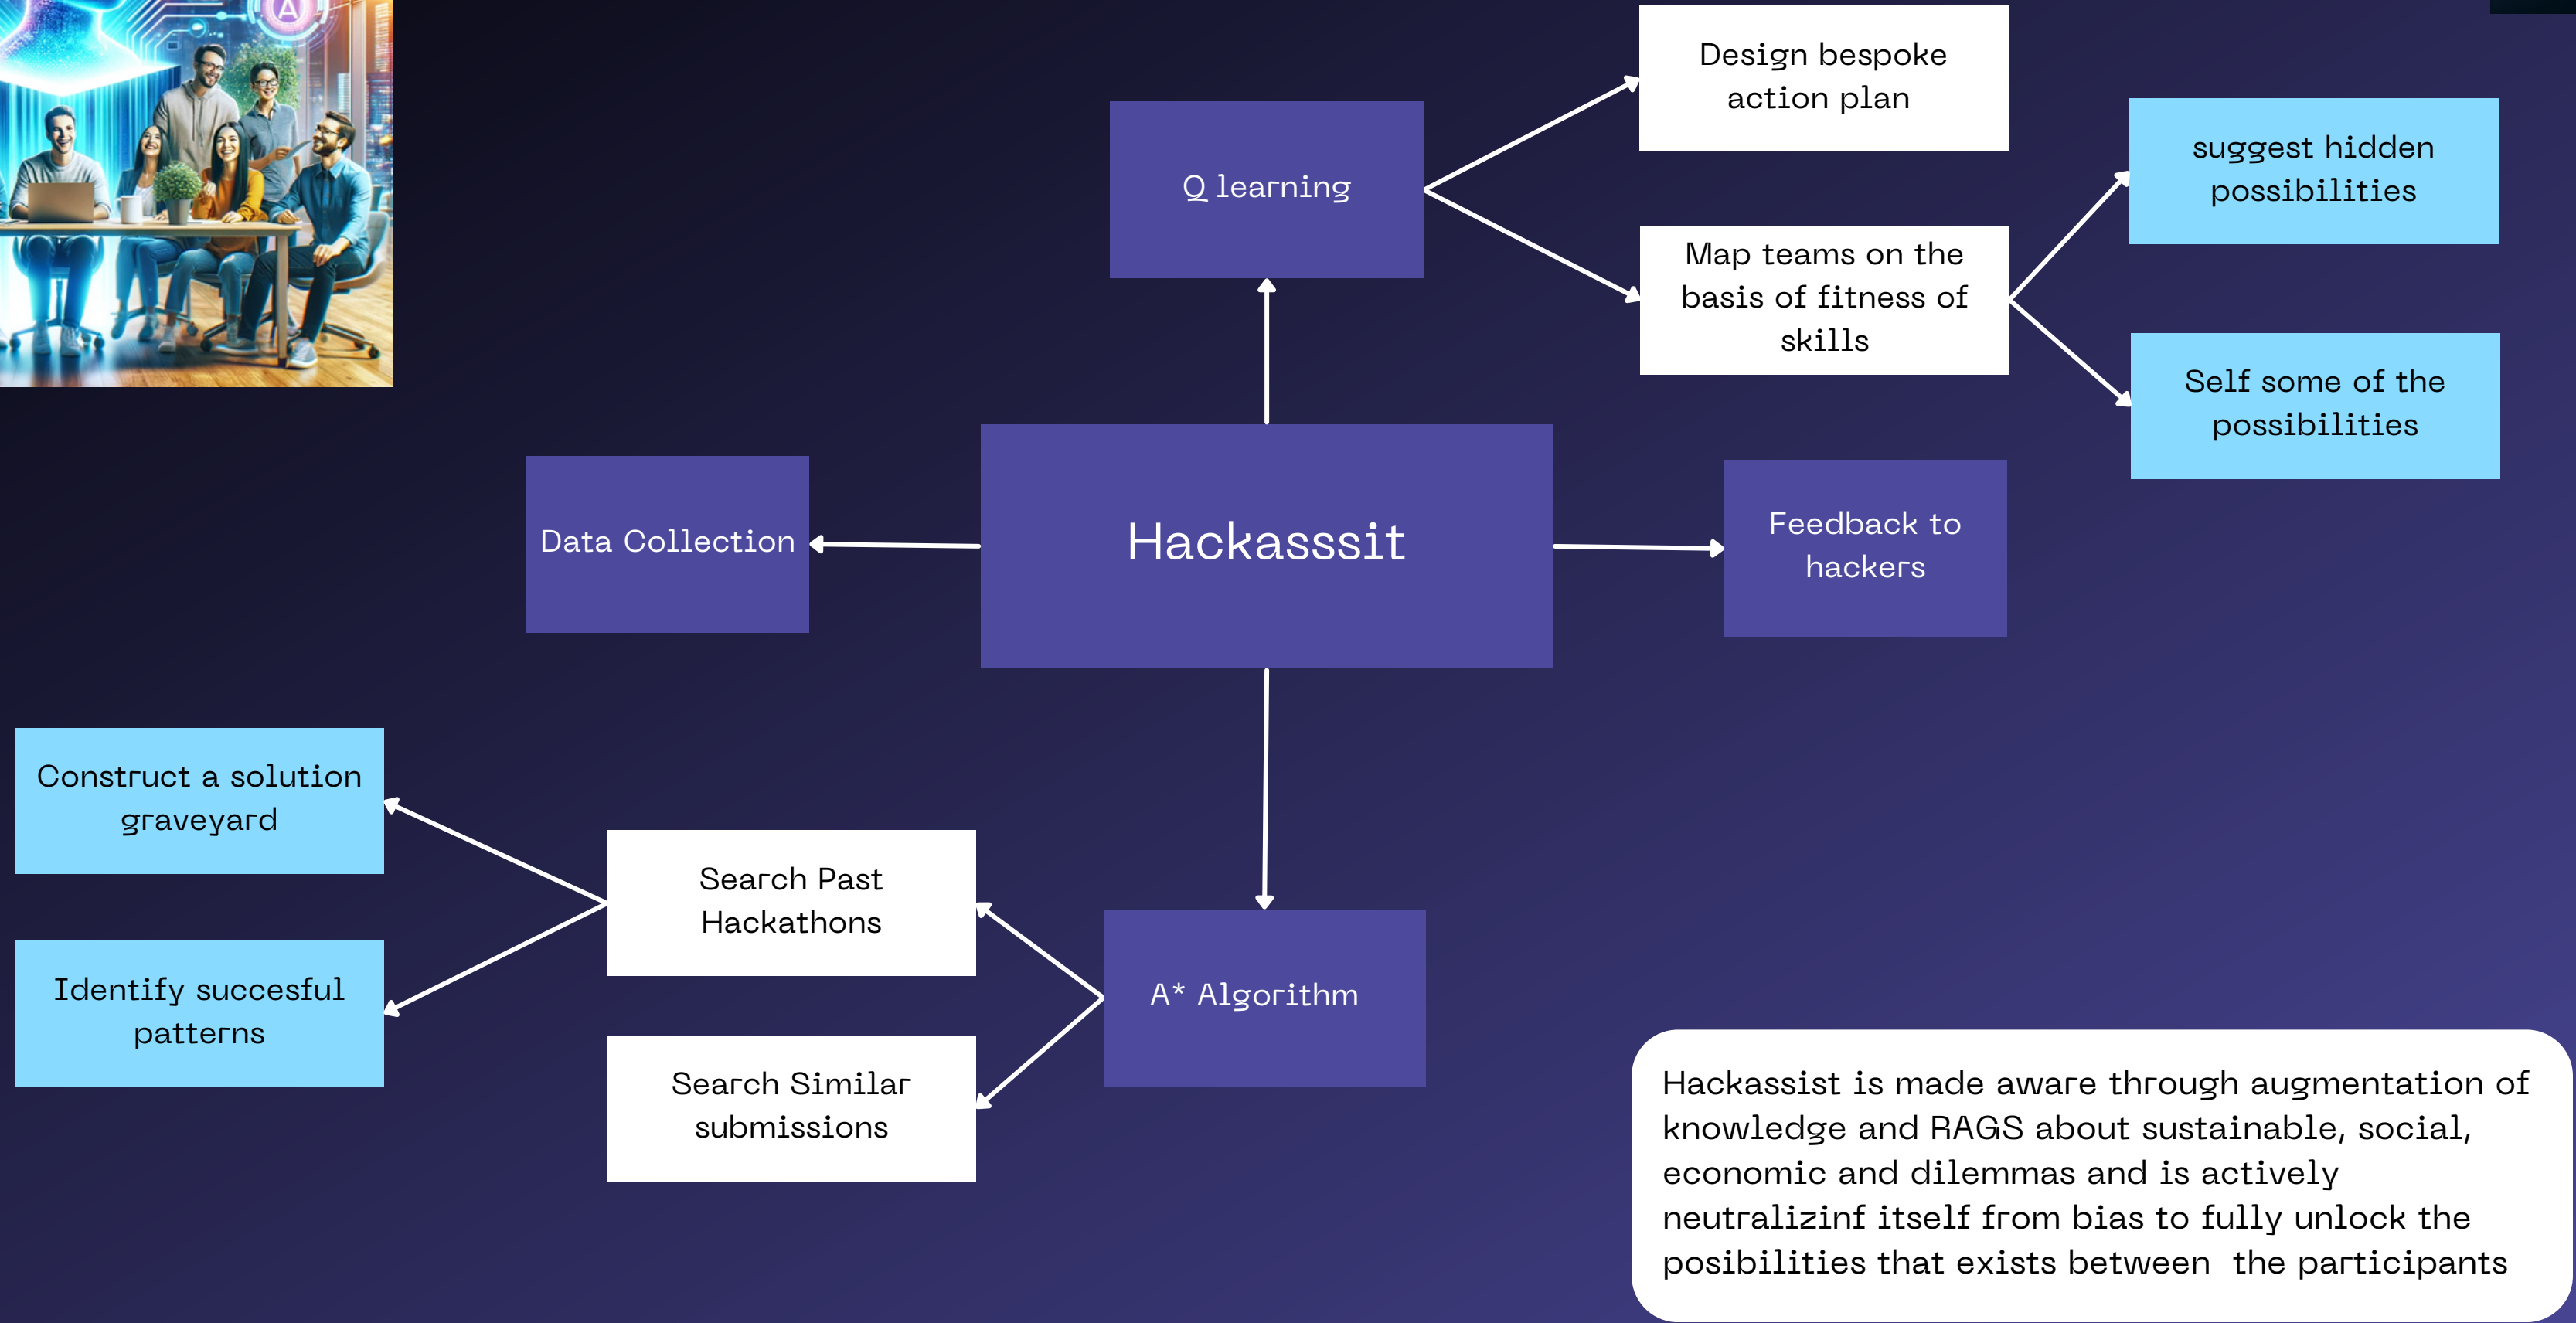 A
Design bespoke
action plan
Q learning
suggest hidden
possibilities
Map teams on the
basis of fitness of
skills
Self some of the
possibilities
Data Collection
Hackasssit
Feedback to
hackers
Construct a solution
graveyard
Search Past
Hackathons
Identify succesful
patterns
A* Algorithm
Search Similar
submissions
Hackassist is made aware through augmentation of
knowledge and RAGS about sustainable, social,
economic and dilemmas and is actively
neutralizinf itself from bias to fully unlock the
posibilities that exists between  the participants